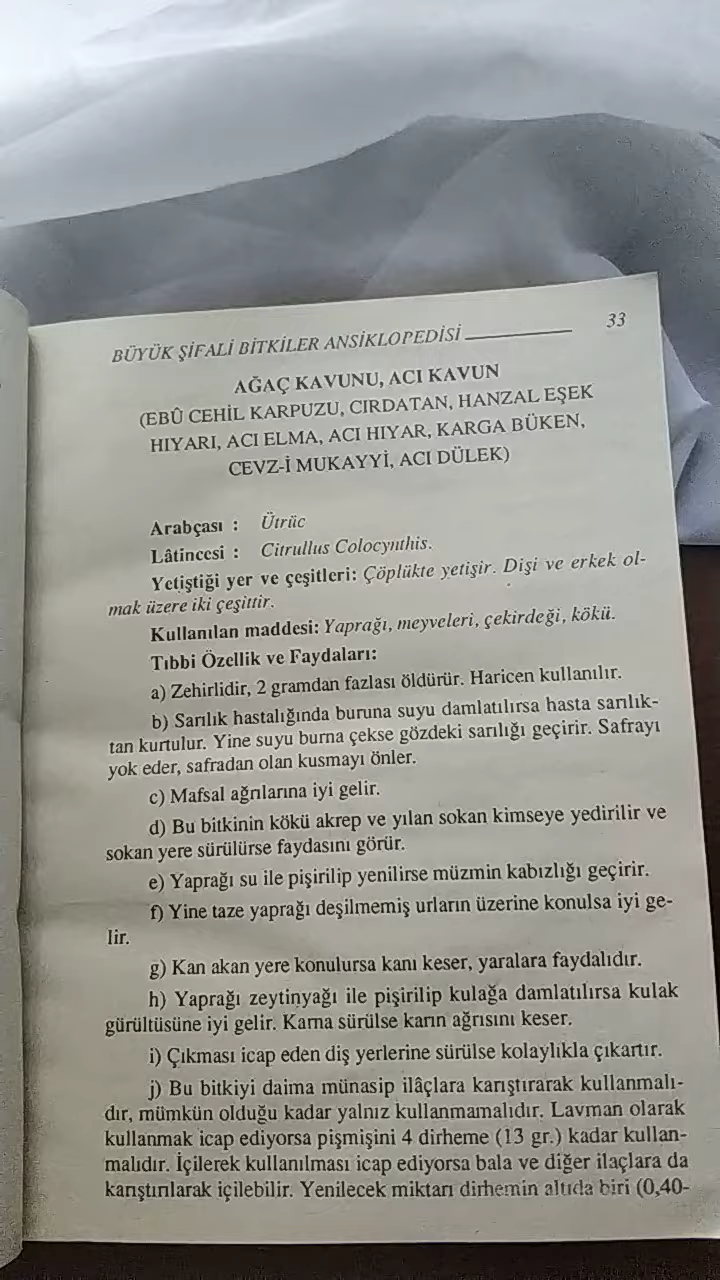 BÜYÜK ŞİFALİ BİTKİLER ANSİKLOPEDİSİ 33
AĞAÇ KAVUNU, ACI KAVUN
(EBÛ CEHİL KARPUZU, CIRDATAN, HANZAL EŞEK
HIYARI, ACI ELMA, ACI HIYAR, KARGA BÜKEN,
CEVZ-İ MUKAYYİ, ACI DÜLEK)
Arabçası : Ütrüc
Lâtincesi : Citrullus Colocynthis.
Yetiştiği yer ve çeşitleri: Çöplükte yetişir. Dişi ve erkek ol-
mak üzere iki çeşittir.
Kullanılan maddesi: Yaprağı, meyveleri, çekirdeği, kökü.
Tıbbi Özellik ve Faydaları:
a) Zehirlidir, 2 gramdan fazlası öldürür. Haricen kullanılır.
b) Sarılık hastalığında buruna suyu damlatılırsa hasta sarılık-
tan kurtulur. Yine suyu burna çekse gözdeki sarılığı geçirir. Safrayı
yok eder, safradan olan kusmayı önler.
c) Mafsal ağrılarına iyi gelir.
d) Bu bitkinin kökü akrep ve yılan sokan kimseye yedirilir ve
sokan yere sürülürse faydasını görür.
e) Yaprağı su ile pişirilip yenilirse müzmin kabızlığı geçirir.
f) Yine taze yaprağı deşilmemiş urların üzerine konulsa iyi ge-
lir.
g) Kan akan yere konulursa kanı keser, yaralara faydalıdır.
h) Yaprağı zeytinyağı ile pişirilip kulağa damlatılırsa kulak
gürültüsüne iyi gelir. Karna sürülse karın ağrısını keser.
i) Çıkması icap eden diş yerlerine sürülse kolaylıkla çıkartır.
j) Bu bitkiyi daima münasip ilâçlara karıştırarak kullanmalı-
dır, mümkün olduğu kadar yalnız kullanmamalıdır. Lavman olarak
kullanmak icap ediyorsa pişmişini 4 dirheme (13 gr.) kadar kullan-
malıdır. İçilerek kullanılması icap ediyorsa bala ve diğer ilaçlara da
karıştırılarak içilebilir. Yenilecek miktarı dirhemin altıda biri (0,40-